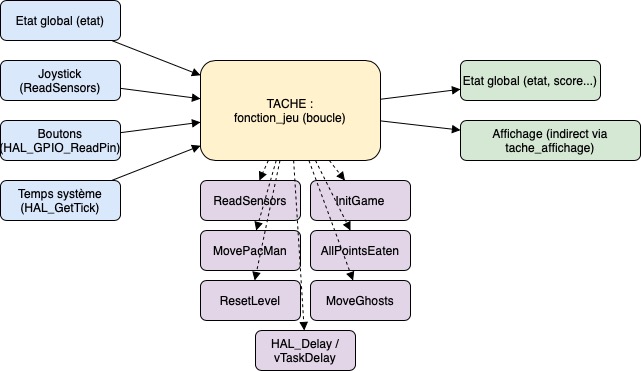 Etat global (etat)
Joystick
(ReadSensors)
Boutons
(HAL_GPIO_ReadPin)
Temps système
(HAL_GetTick)
TACHE :
fonction_jeu (boucle)
Etat global (etat, score...)
Affichage (indirect via
tache_affichage)
ReadSensors
InitGame
MovePacMan
AllPointsEaten
ResetLevel
MoveGhosts
HAL_Delay /
vTaskDelay